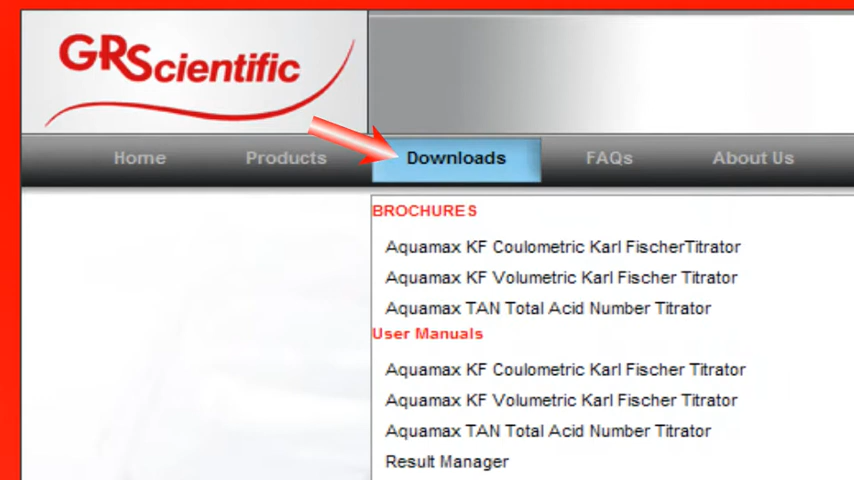 GRScientific
Home Products Downloads FAQs About Us
BROCHURES
Aquamax KF Coulometric Karl FischerTitrator
Aquamax KF Volumetric Karl Fischer Titrator
Aquamax TAN Total Acid Number Titrator
User Manuals
Aquamax KF Coulometric Karl Fischer Titrator
Aquamax KF Volumetric Karl Fischer Titrator
Aquamax TAN Total Acid Number Titrator
Result Manager